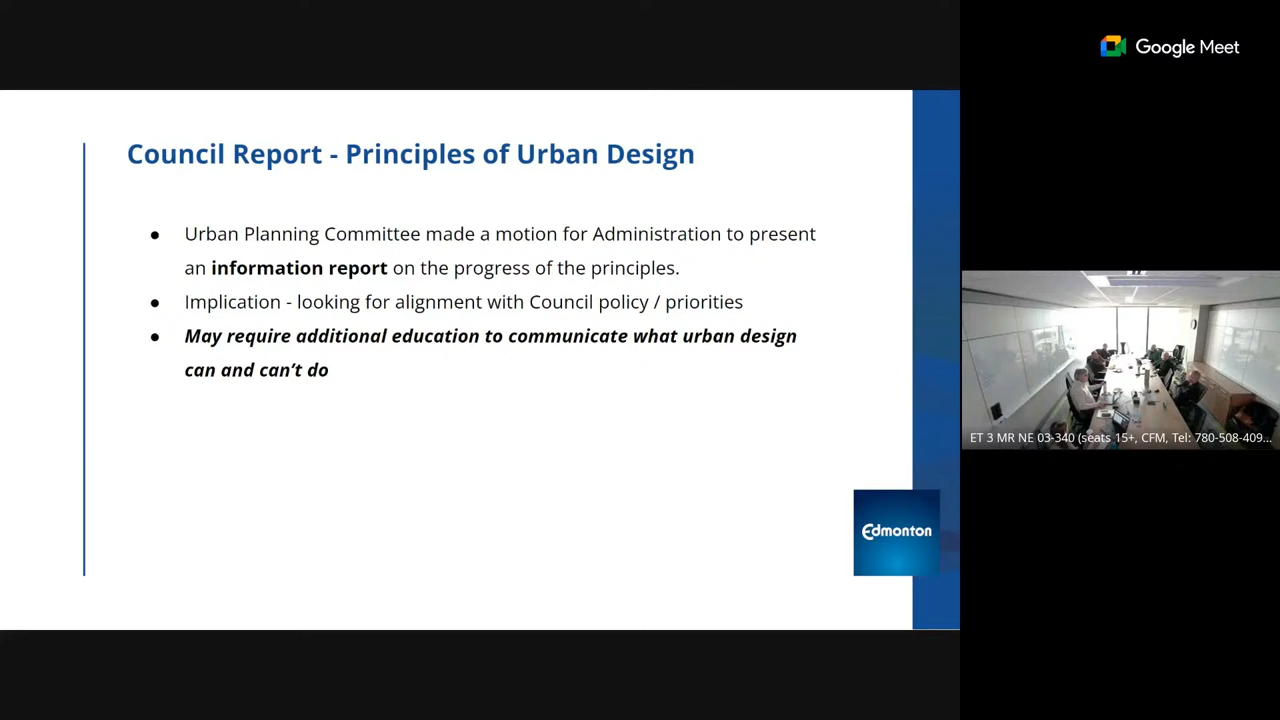 Google Meet
Council Report - Principles of Urban Design
● Urban Planning Committee made a motion for Administration to present
an information report on the progress of the principles.
● Implication - looking for alignment with Council policy / priorities
● May require additional education to communicate what urban design
can and can’t do
ET 3 MR NE 03-340 (seats 15+, CFM, Tel: 780-508-409...
Edmonton